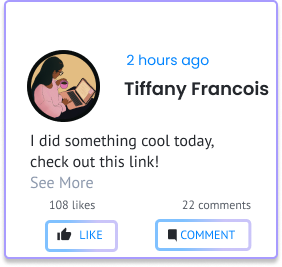 2 hours ago
Tiffany Francois
I did something cool today,
check out this link!
See More
108 likes
22 comments
LIKE
COMMENT